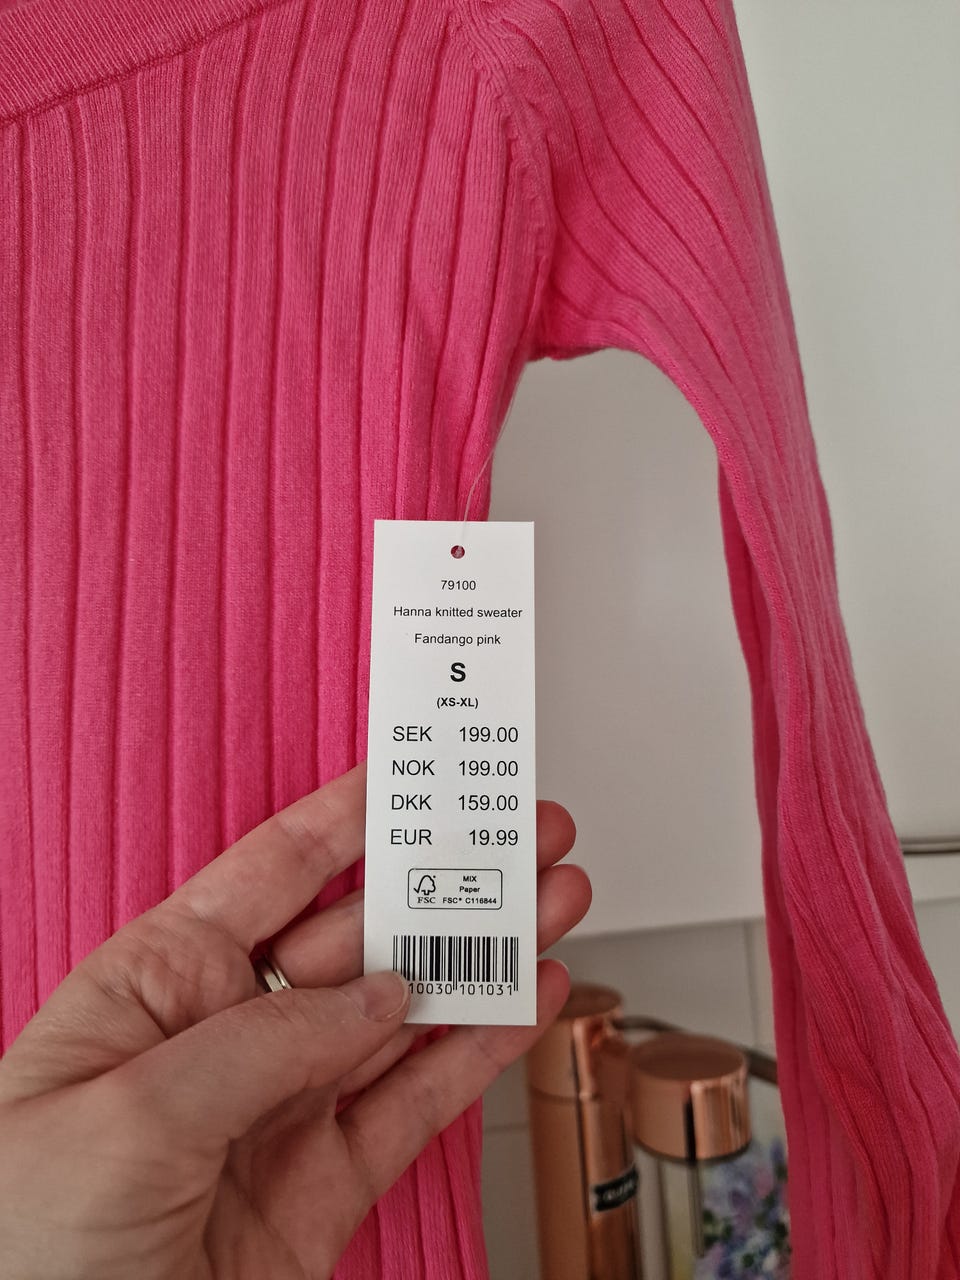 79100
Hanna knitted sweater
Fandango pink
S
(XS-XL)
SEK 199.00
NOK 199.00
DKK 159.00
EUR 19.99
FSC
MIX
Paper
FSC® C116844
10030 101031